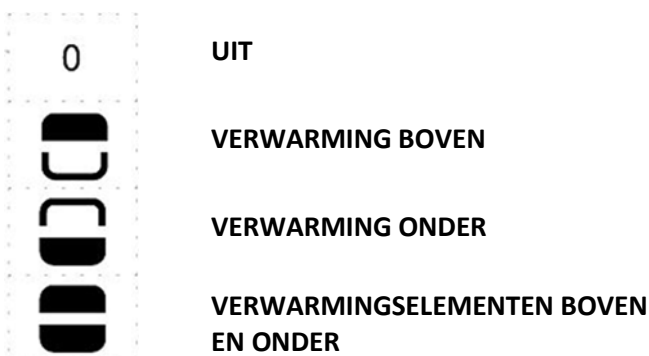 0 UIT
VERWARMING BOVEN
VERWARMING ONDER
VERWARMINGSELEMENTEN BOVEN
EN ONDER